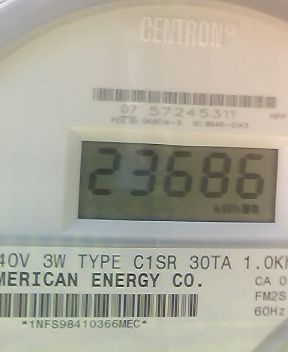 CENTRON®
07 57245311
23686
kWh
40V 3W TYPE C1SR 30TA 1.0K
MERICAN ENERGY CO.
CA 0
FM2S
60Hz
*1NFS98410366MEC*